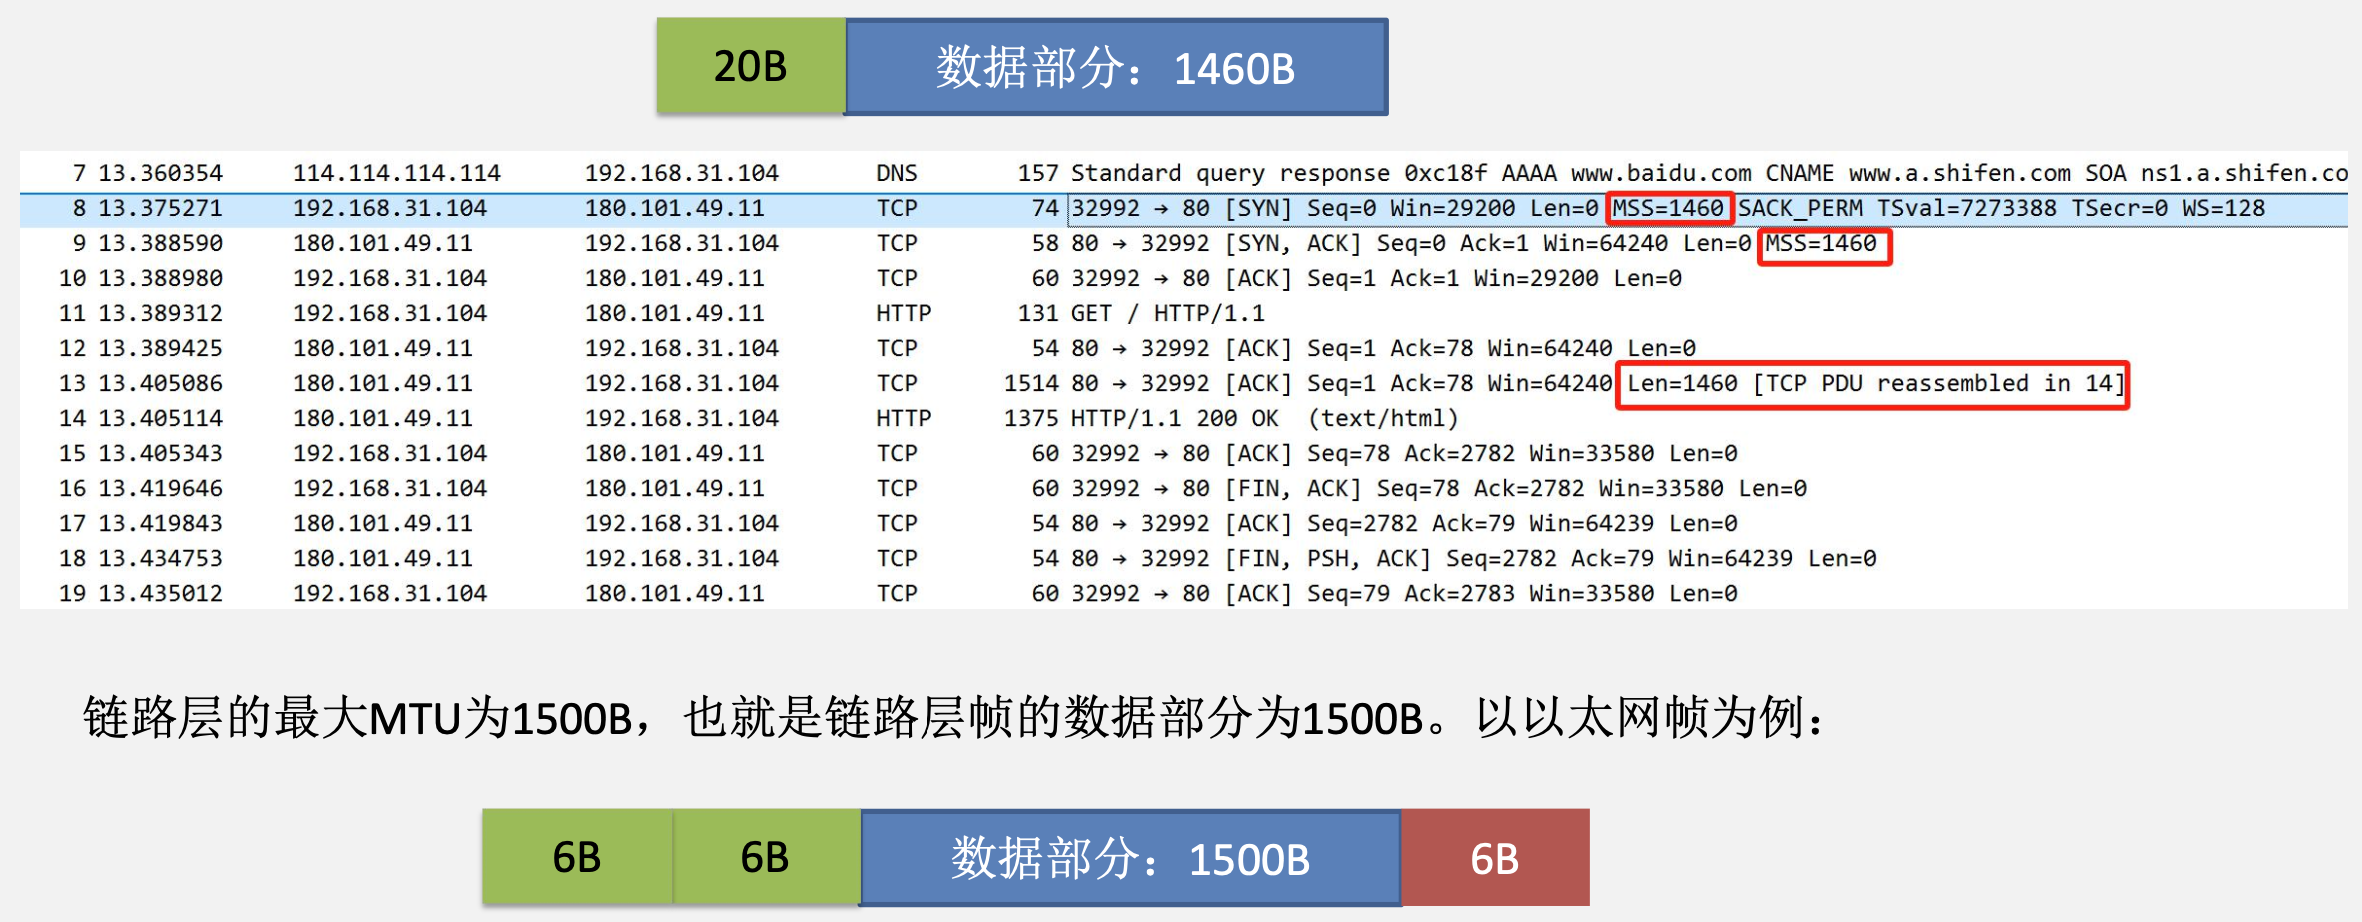 20B 数据部分：1460B
7 13.360354 114.114.114.114 192.168.31.104 DNS 157 Standard query response 0xc18f AAAA www.baidu.com CNAME www.a.shifen.com SOA ns1.a.shifen.co
8 13.375271 192.168.31.104 180.101.49.11 TCP 74 32992 → 80 [SYN] Seq=0 Win=29200 Len=0 MSS=1460 SACK_PERM TSval=7273388 TSecr=0 WS=128
9 13.388590 180.101.49.11 192.168.31.104 TCP 58 80 → 32992 [SYN, ACK] Seq=0 Ack=1 Win=64240 Len=0 MSS=1460
10 13.388980 192.168.31.104 180.101.49.11 TCP 60 32992 → 80 [ACK] Seq=1 Ack=1 Win=29200 Len=0
11 13.389312 192.168.31.104 180.101.49.11 HTTP 131 GET / HTTP/1.1
12 13.389425 180.101.49.11 192.168.31.104 TCP 54 80 → 32992 [ACK] Seq=1 Ack=78 Win=64240 Len=0
13 13.405086 180.101.49.11 192.168.31.104 TCP 1514 80 → 32992 [ACK] Seq=1 Ack=78 Win=64240 Len=1460 [TCP PDU reassembled in 14]
14 13.405114 180.101.49.11 192.168.31.104 HTTP 1375 HTTP/1.1 200 OK (text/html)
15 13.405343 192.168.31.104 180.101.49.11 TCP 60 32992 → 80 [ACK] Seq=78 Ack=2782 Win=33580 Len=0
16 13.419646 192.168.31.104 180.101.49.11 TCP 60 32992 → 80 [FIN, ACK] Seq=78 Ack=2782 Win=33580 Len=0
17 13.419843 180.101.49.11 192.168.31.104 TCP 54 80 → 32992 [ACK] Seq=2782 Ack=79 Win=64239 Len=0
18 13.434753 180.101.49.11 192.168.31.104 TCP 54 80 → 32992 [FIN, PSH, ACK] Seq=2782 Ack=79 Win=64239 Len=0
19 13.435012 192.168.31.104 180.101.49.11 TCP 60 32992 → 80 [ACK] Seq=79 Ack=2783 Win=33580 Len=0
链路层的最大MTU为1500B，也就是链路层帧的数据部分为1500B。以以太网帧为例：
6B 6B 数据部分：1500B 6B